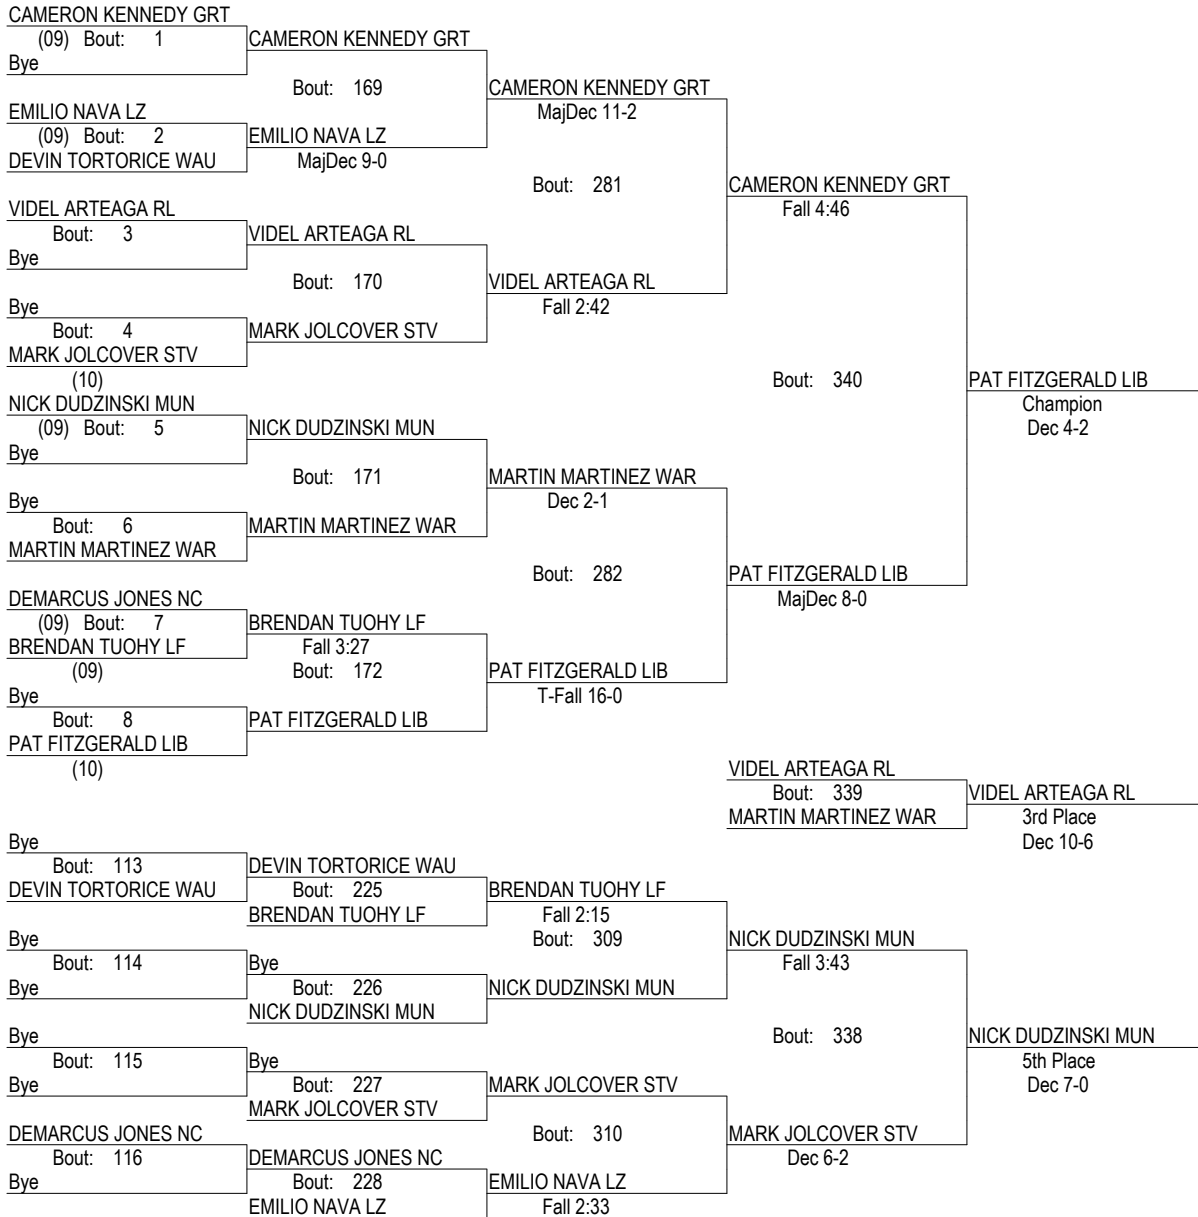 CAMERON KENNEDY GRT
(09) Bout: 1
CAMERON KENNEDY GRT
Bye
Bout: 169
CAMERON KENNEDY GRT
MajDec 11-2
EMILIO NAVA LZ
(09) Bout: 2
EMILIO NAVA LZ
DEVIN TORTORICE WAU
MajDec 9-0
Bout: 281
CAMERON KENNEDY GRT
Fall 4:46
VIDEL ARTEAGA RL
Bout: 3
VIDEL ARTEAGA RL
Bye
Bout: 170
VIDEL ARTEAGA RL
Fall 2:42
Bye
Bout: 4
MARK JOLCOVER STV
MARK JOLCOVER STV
(10)
Bout: 340
PAT FITZGERALD LIB
Champion
Dec 4-2
NICK DUDZINSKI MUN
(09) Bout: 5
NICK DUDZINSKI MUN
Bye
Bout: 171
MARTIN MARTINEZ WAR
Dec 2-1
Bye
Bout: 6
MARTIN MARTINEZ WAR
MARTIN MARTINEZ WAR
Bout: 282
PAT FITZGERALD LIB
MajDec 8-0
DEMARCUS JONES NC
(09) Bout: 7
BRENDAN TUOHY LF
BRENDAN TUOHY LF
Fall 3:27
(09)
Bout: 172
PAT FITZGERALD LIB
T-Fall 16-0
Bye
Bout: 8
PAT FITZGERALD LIB
PAT FITZGERALD LIB
(10)
VIDEL ARTEAGA RL
Bout: 339
VIDEL ARTEAGA RL
MARTIN MARTINEZ WAR
3rd Place
Dec 10-6
Bye
Bout: 113
DEVIN TORTORICE WAU
DEVIN TORTORICE WAU
Bout: 225
BRENDAN TUOHY LF
BRENDAN TUOHY LF
Fall 2:15
Bout: 309
NICK DUDZINSKI MUN
Fall 3:43
Bye
Bout: 114
Bye
Bye
Bout: 226
NICK DUDZINSKI MUN
NICK DUDZINSKI MUN
Bout: 338
NICK DUDZINSKI MUN
5th Place
Dec 7-0
Bye
Bout: 115
Bye
Bye
Bout: 227
MARK JOLCOVER STV
MARK JOLCOVER STV
Bout: 310
MARK JOLCOVER STV
Dec 6-2
DEMARCUS JONES NC
Bout: 116
DEMARCUS JONES NC
Bye
Bout: 228
EMILIO NAVA LZ
EMILIO NAVA LZ
Fall 2:33